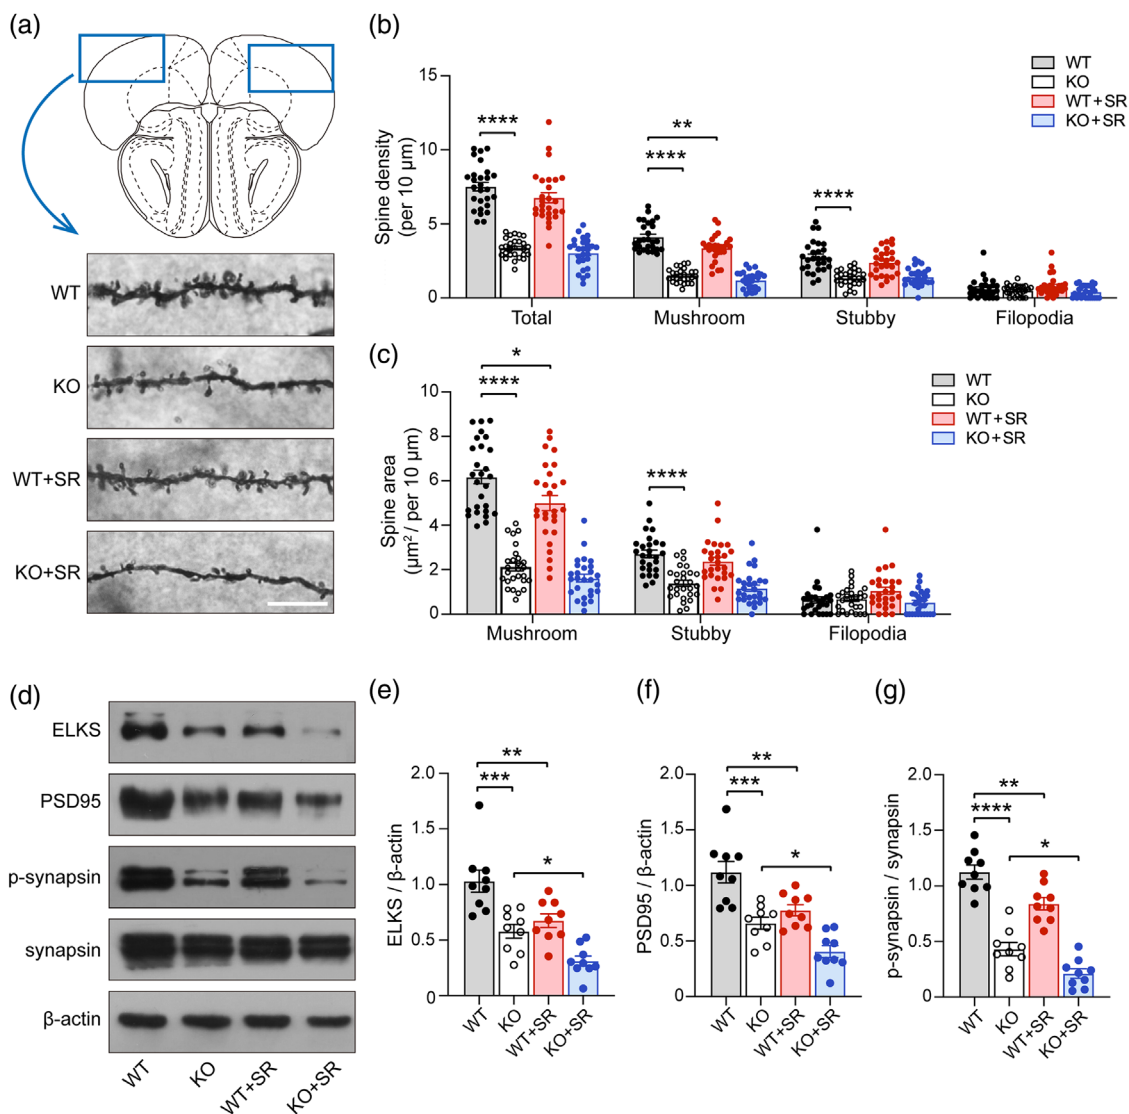 (a)
WT
KO
WT+SR
KO+SR
(b)
Spine density
(per 10 µm)
15
10
5
0
****
****
**
****
Total
Mushroom
Stubby
Filopodia
WT
KO
WT+SR
KO+SR
(c)
Spine area
(µm² / per 10 µm)
10
8
6
4
2
0
*
****
****
Mushroom
Stubby
Filopodia
WT
KO
WT+SR
KO+SR
(d)
ELKS
PSD95
p-synapsin
synapsin
β-actin
WT
KO
WT+SR
KO+SR
(e)
ELKS / β-actin
2.0
1.5
1.0
0.5
0
**
***
*
WT
KO
WT+SR
KO+SR
(f)
PSD95 / β-actin
2.0
1.5
1.0
0.5
0
**
***
*
WT
KO
WT+SR
KO+SR
(g)
p-synapsin / synapsin
2.0
1.5
1.0
0.5
0
**
****
*
WT
KO
WT+SR
KO+SR